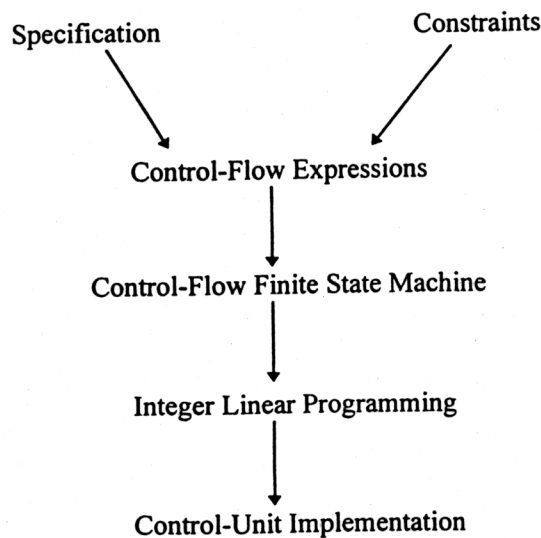 Specification
Constraints
Control-Flow Expressions
Control-Flow Finite State Machine
Integer Linear Programming
Control-Unit Implementation